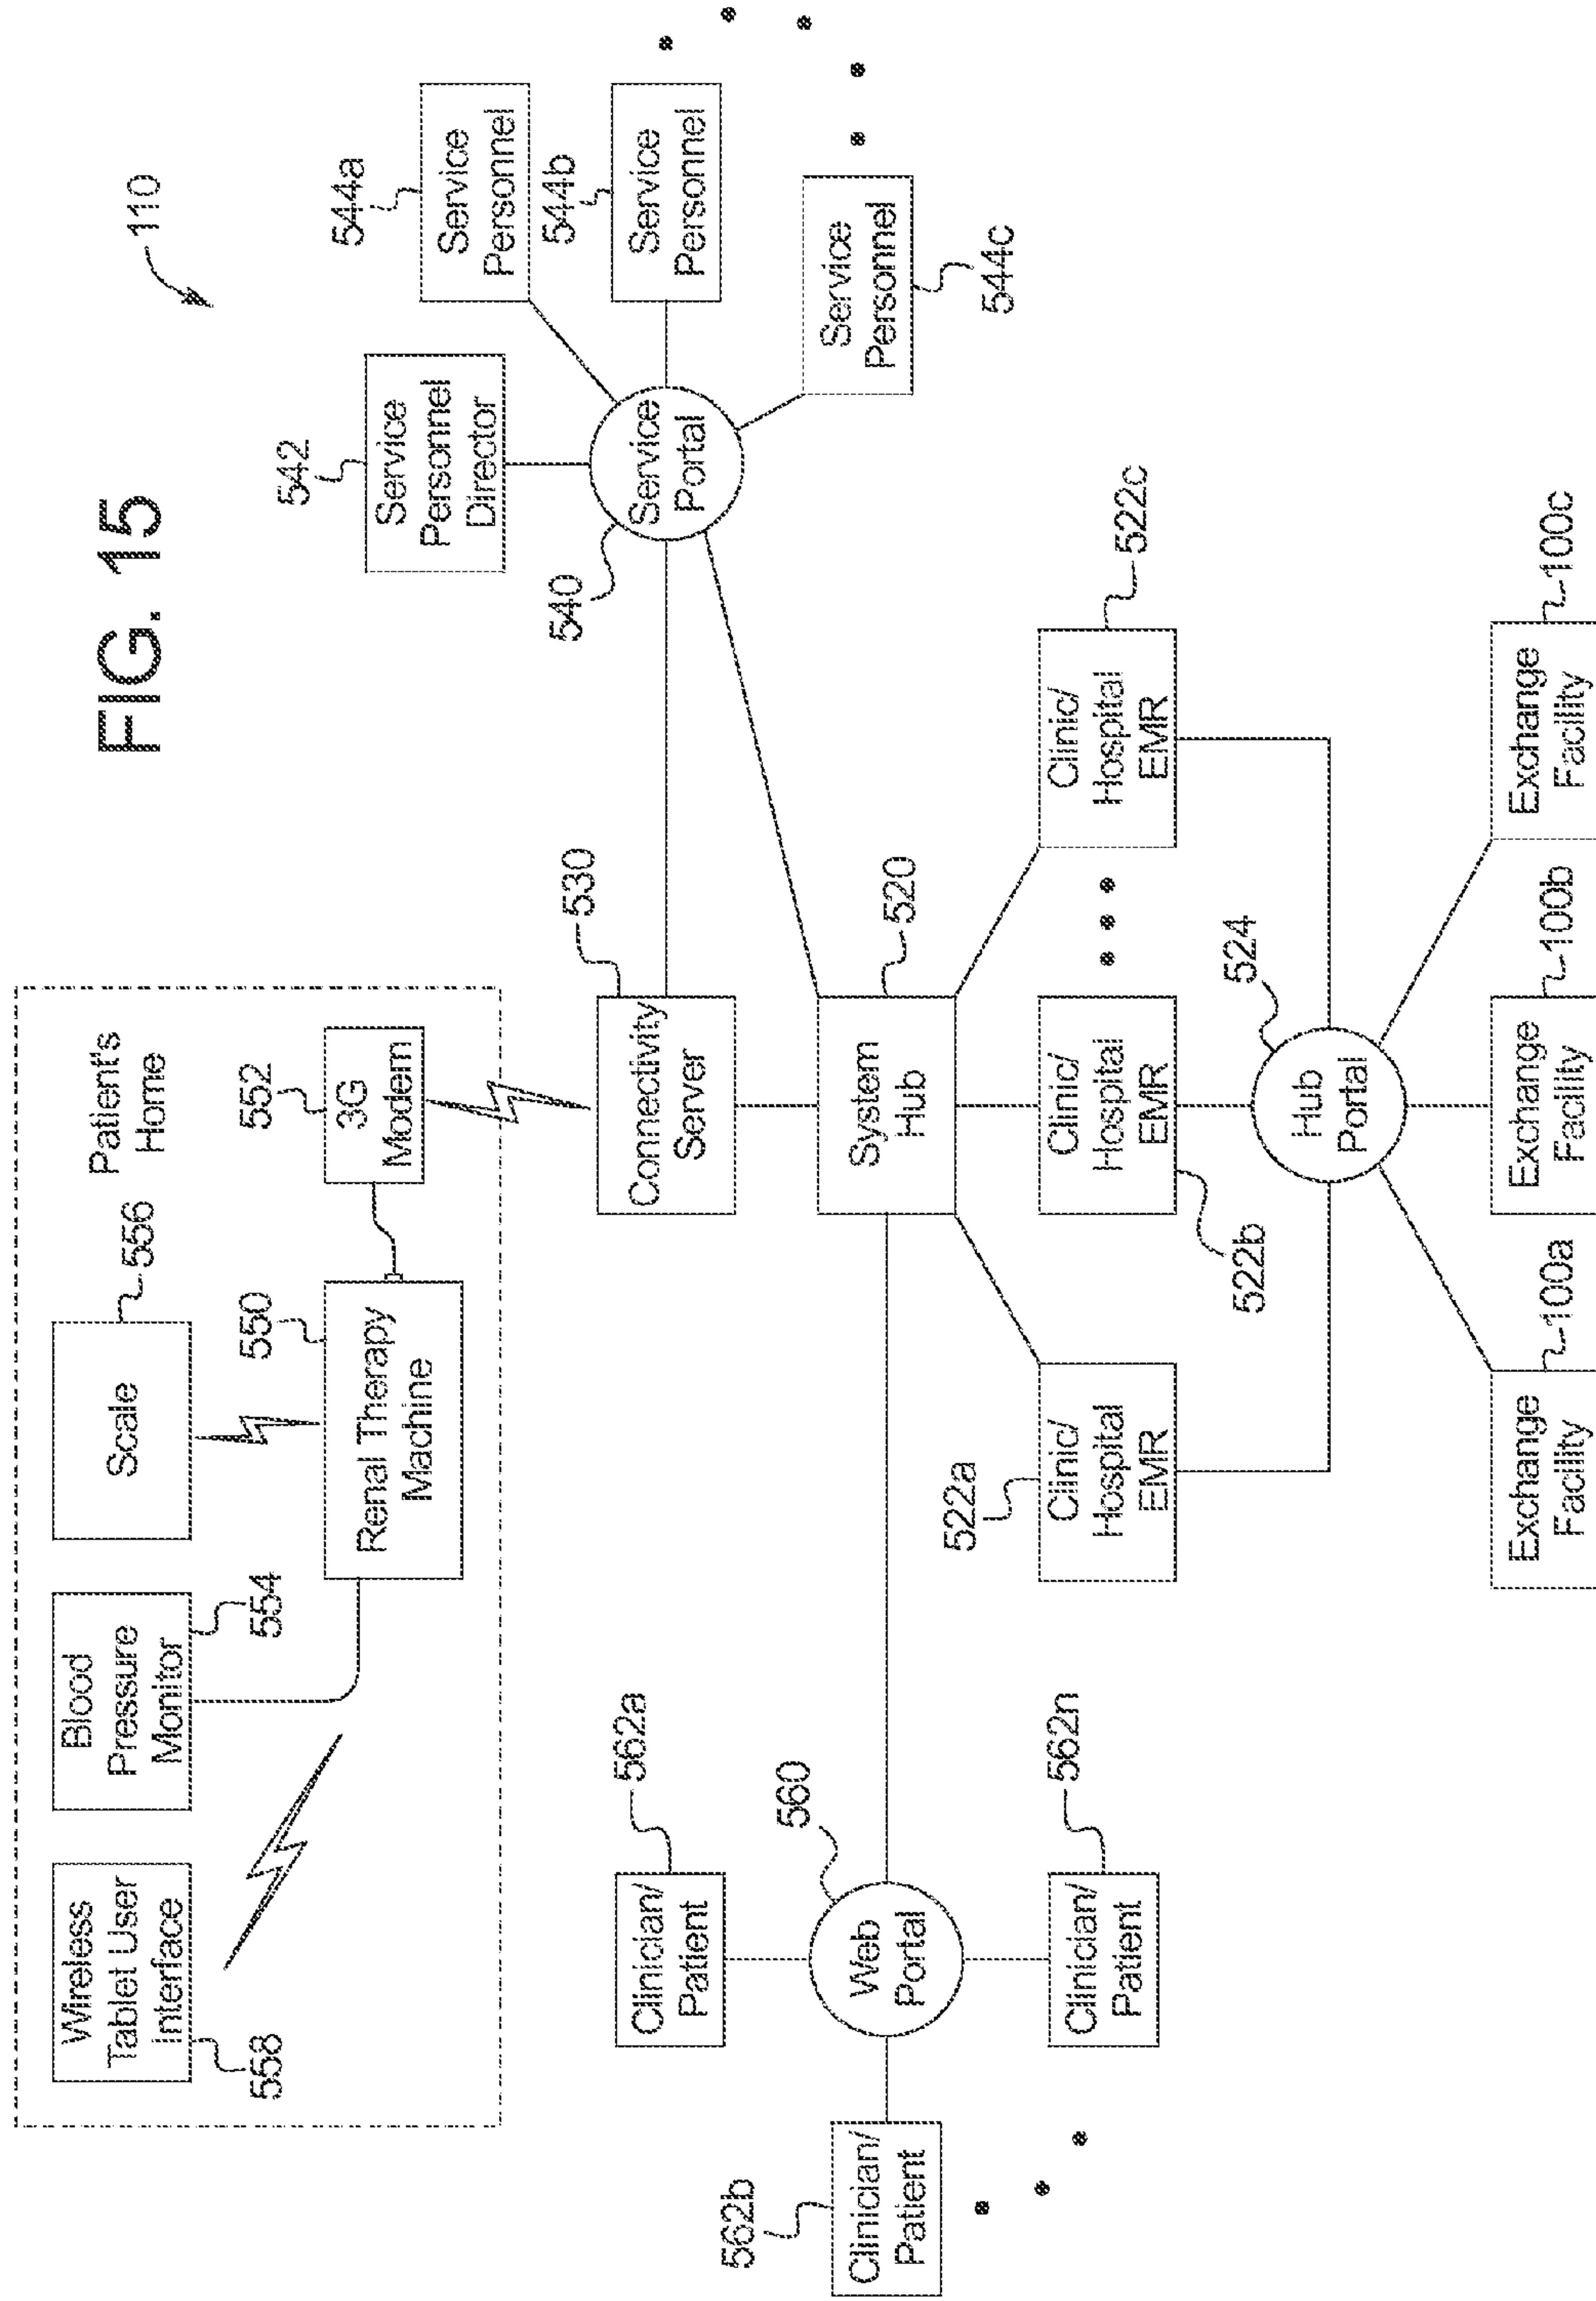 FIG. 15
110
Wireless
Tablet User
Interface
558
Blood
Pressure
Monitor
554
Scale
556
Patient's
Home
550
Renal Therapy
Machine
552
3G
Modem
530
Connectivity
Server
542
Service
Personnel
Director
544a
Service
Personnel
544b
Service
Personnel
540
Service
Portal
Service
Personnel
544c
562a
Clinician/
Patient
560
Web
Portal
562b
Clinician/
Patient
562n
Clinician/
Patient
520
System
Hub
522a
Clinic/
Hospital
EMR
Clinic/
Hospital
EMR
522b
522c
Clinic/
Hospital
EMR
524
Hub
Portal
100a
Exchange
Facility
100b
Exchange
Facility
100c
Exchange
Facility